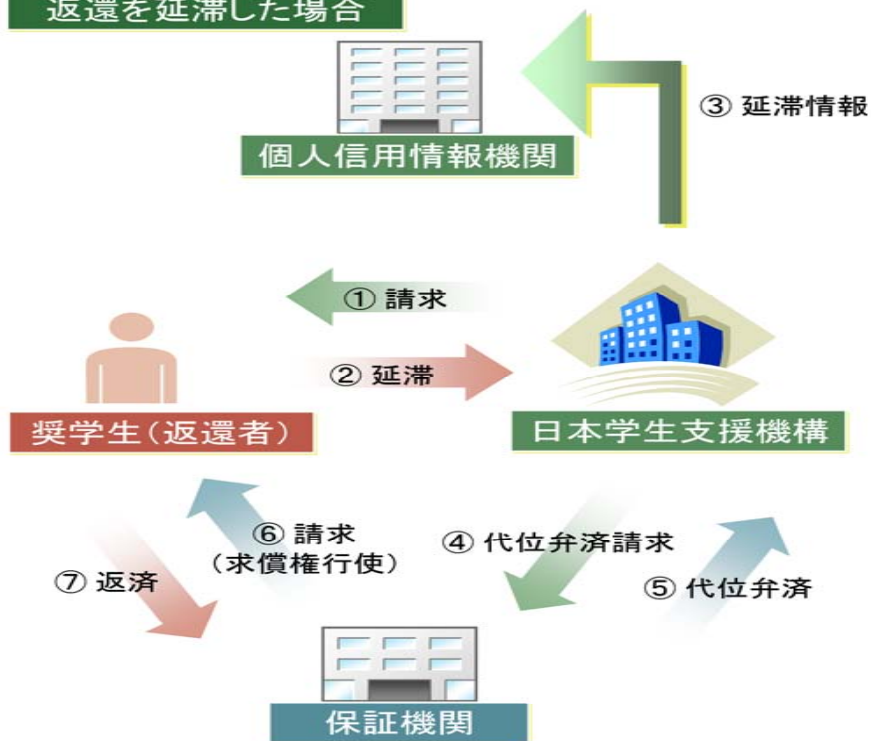 返還を延滞した場合
個人信用情報機関
③ 延滞情報
① 請求
② 延滞
奨学生(返還者)
日本学生支援機構
⑥ 請求
(求償権行使)
④ 代位弁済請求
⑦ 返済
⑤ 代位弁済
保証機関